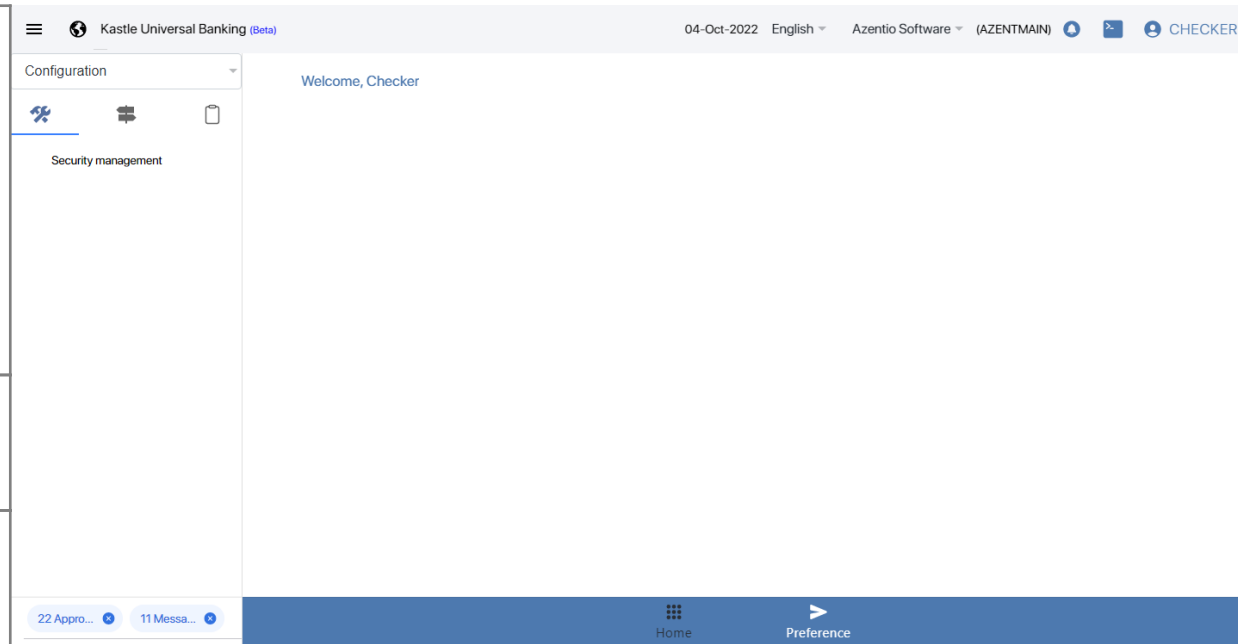 Kastle Universal Banking (Beta)
04-Oct-2022 English Azentio Software (AZENTMAIN) CHECKER
Configuration
Welcome, Checker
Security management
22 Appro... 11 Messa...
Home Preference